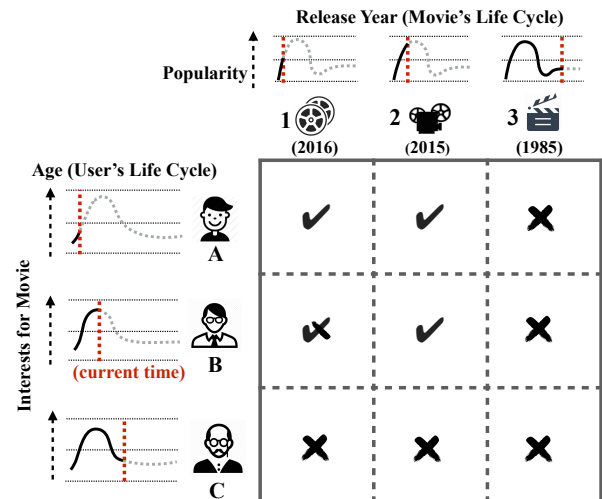 Release Year (Movie's Life Cycle)
Popularity
1
2
3
(2016)
(2015)
(1985)
Age (User's Life Cycle)
Interests for Movie
A
B
(current time)
C